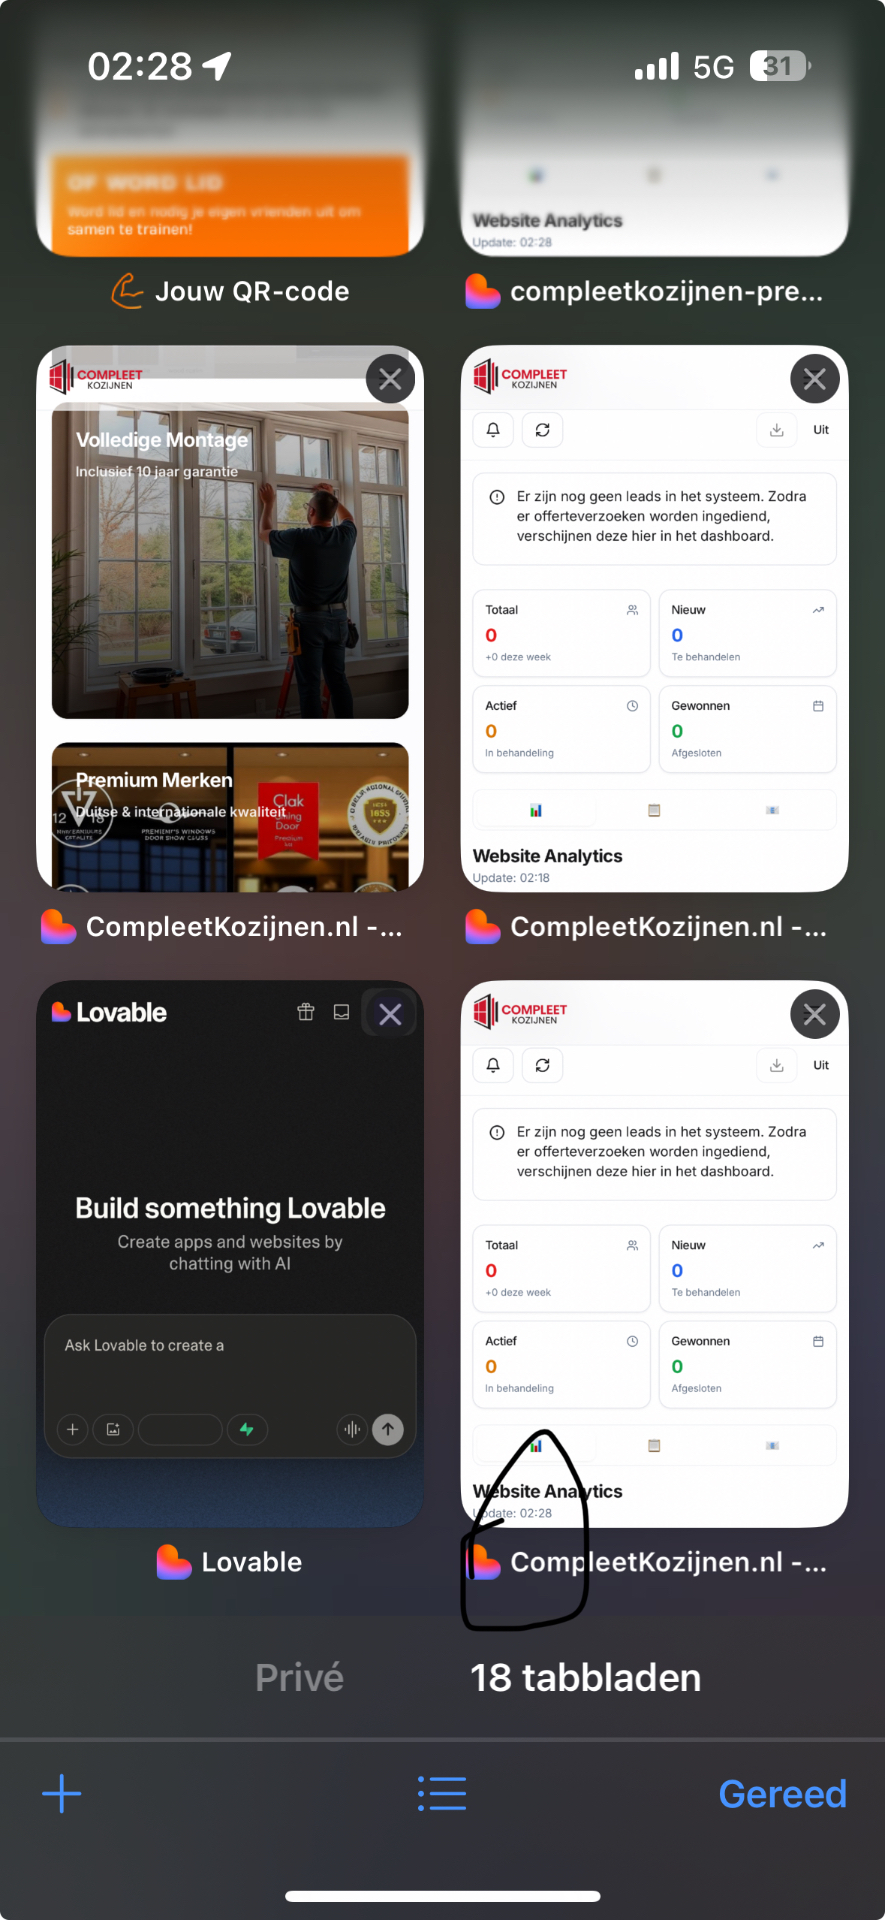 02:28
5G
31
OF WORD LID
Word lid en nodig je eigen vrienden uit om
samen te trainen!
Website Analytics
Update: 02:28
Jouw QR-code
compleetkozijnen-pre...
COMPLEET
KOZIJNEN
Volledige Montage
Inclusief 10 jaar garantie
Premium Merken
Duitse & internationale kwaliteit
Clak
Door
Premium
1855
12
COMPLEET
KOZIJNEN
Uit
Er zijn nog geen leads in het systeem. Zodra
er offerteverzoeken worden ingediend,
verschijnen deze hier in het dashboard.
Totaal
0
+0 deze week
Nieuw
0
Te behandelen
Actief
0
In behandeling
Gewonnen
0
Afgesloten
Website Analytics
Update: 02:18
CompleetKozijnen.nl -...
CompleetKozijnen.nl -...
Lovable
Build something Lovable
Create apps and websites by
chatting with AI
Ask Lovable to create a
COMPLEET
KOZIJNEN
Uit
Er zijn nog geen leads in het systeem. Zodra
er offerteverzoeken worden ingediend,
verschijnen deze hier in het dashboard.
Totaal
0
+0 deze week
Nieuw
0
Te behandelen
Actief
0
In behandeling
Gewonnen
0
Afgesloten
Website Analytics
Update: 02:28
Lovable
CompleetKozijnen.nl -...
Privé
18 tabbladen
Gereed